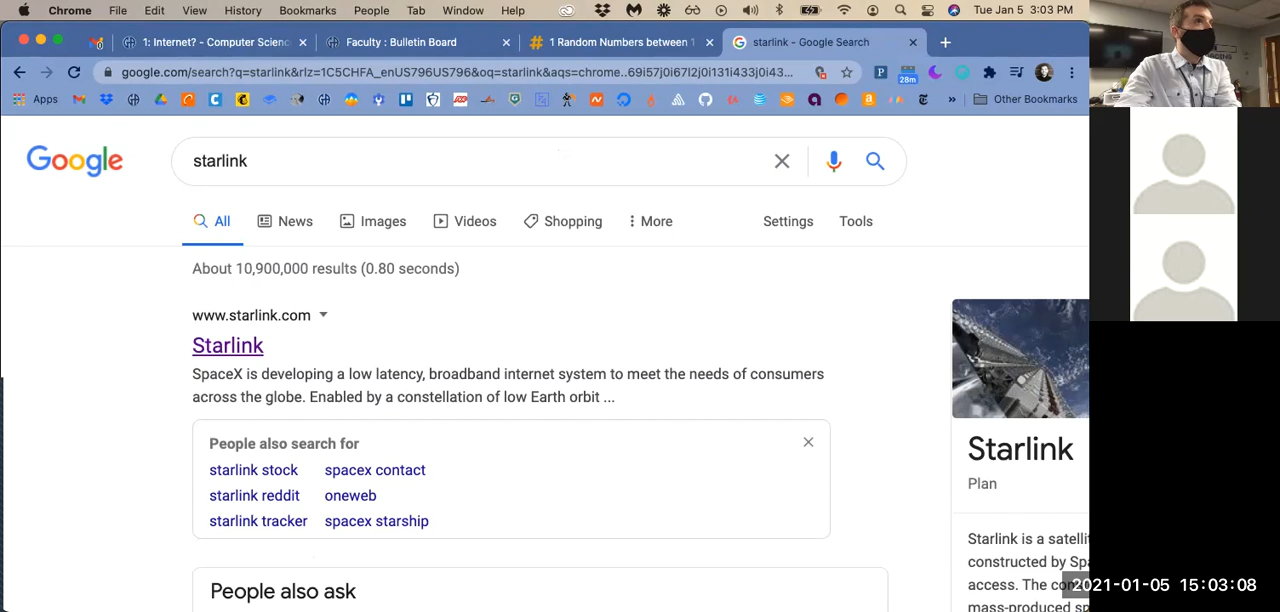 Chrome File Edit View History Bookmarks People Tab Window Help Tue Jan 5 3:03 PM
1: Internet? - Computer Scienc Faculty : Bulletin Board 1 Random Numbers between 1 starlink - Google Search
google.com/search?q=starlink&rlz=1C5CHFA_enUS796US796&oq=starlink&aqs=chrome..69i57j0i67l2j0i131i433j0i43...
28m
Apps Other Bookmarks
Google starlink
All News Images Videos Shopping More Settings Tools
About 10,900,000 results (0.80 seconds)
www.starlink.com
Starlink
SpaceX is developing a low latency, broadband internet system to meet the needs of consumers
across the globe. Enabled by a constellation of low Earth orbit ...
People also search for
starlink stock spacex contact
starlink reddit oneweb
starlink tracker spacex starship
People also ask
Starlink
Plan
Starlink is a satelli
constructed by Spa
access. The con
mass-produced s
2021-01-05 15:03:08